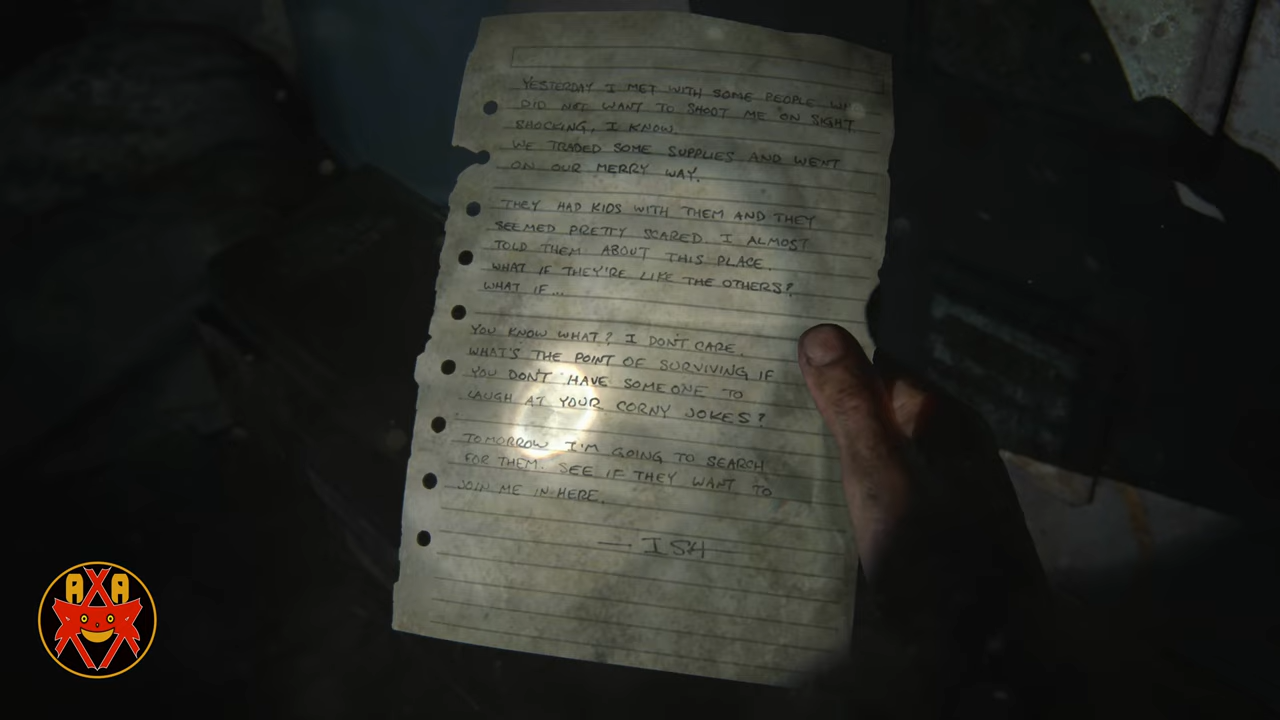 YESTERDAY I MET WITH SOME PEOPLE WHO
DID NOT WANT TO SHOOT ME ON SIGHT
SHOCKING, I KNOW.
WE TRADED SOME SUPPLIES AND WENT
ON OUR MERRY WAY.
THEY HAD KIDS WITH THEM AND THEY
SEEMED PRETTY SCARED. I ALMOST
TOLD THEM ABOUT THIS PLACE.
WHAT IF THEY'RE LIKE THE OTHERS?
WHAT IF...
YOU KNOW WHAT? I DON'T CARE.
WHAT'S THE POINT OF SURVIVING IF
YOU DON'T HAVE SOMEONE TO
LAUGH AT YOUR CORNY JOKES?
TOMORROW I'M GOING TO SEARCH
FOR THEM. SEE IF THEY WANT TO
JOIN ME IN HERE.
— ISH
AXA